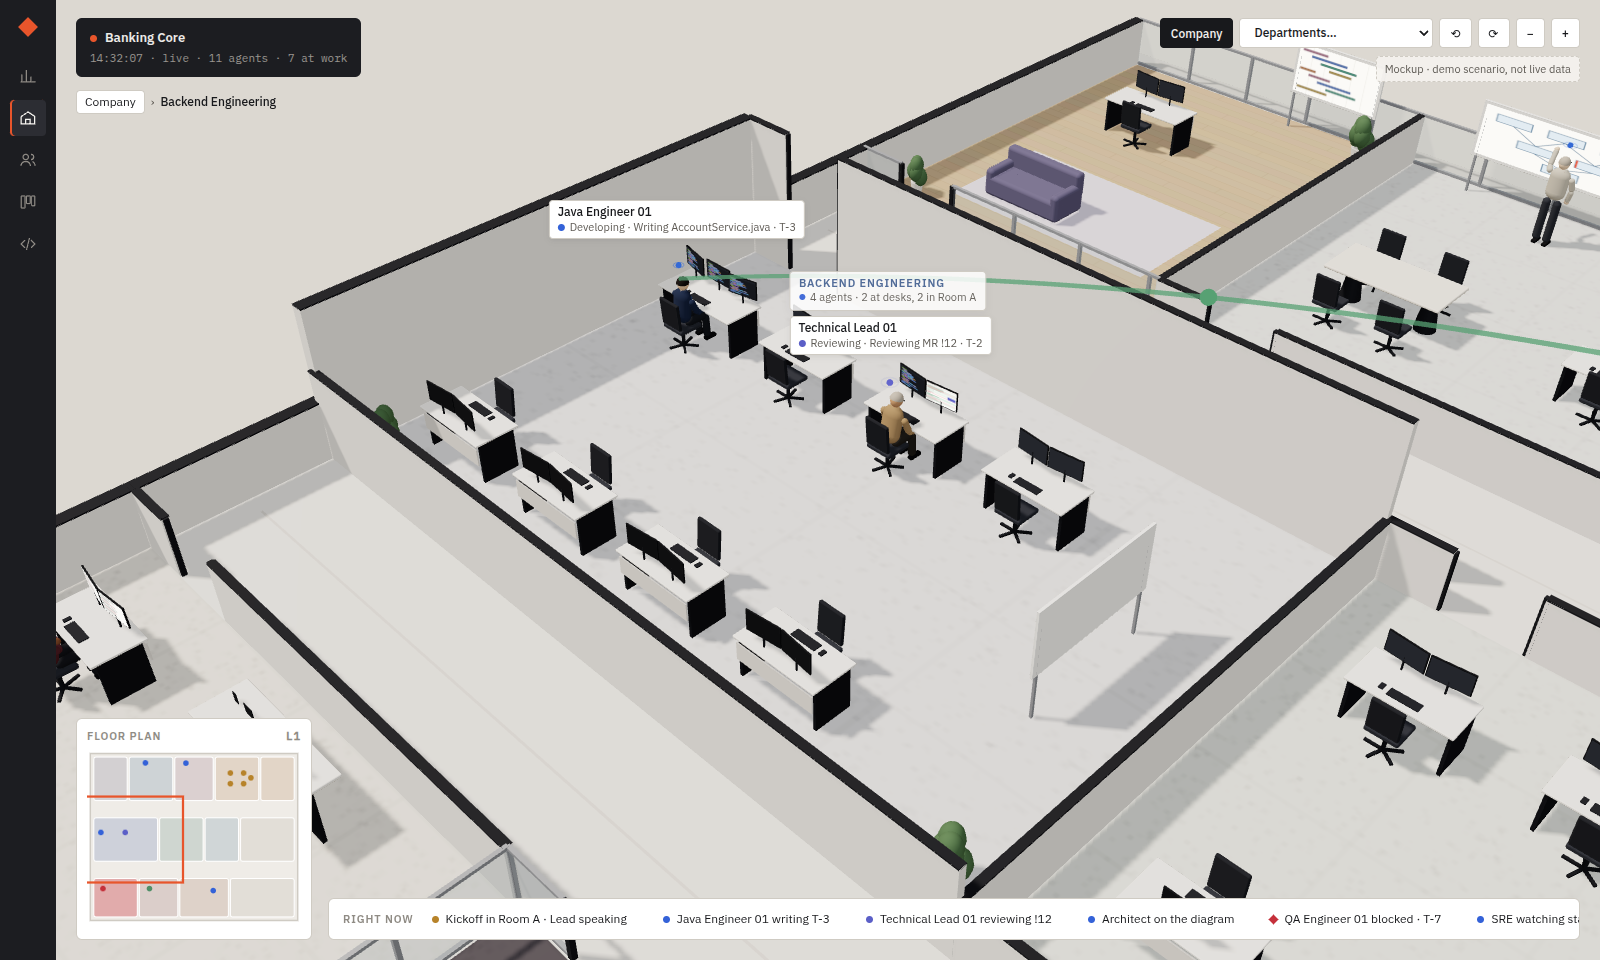 Banking Core
14:32:07 · live · 11 agents · 7 at work
Company
Departments...
⟲
⟳
−
+
Mockup · demo scenario, not live data
Company › Backend Engineering
Java Engineer 01
Developing · Writing AccountService.java · T-3
BACKEND ENGINEERING
4 agents · 2 at desks, 2 in Room A
Technical Lead 01
Reviewing · Reviewing MR !12 · T-2
FLOOR PLAN L1
RIGHT NOW
Kickoff in Room A · Lead speaking
Java Engineer 01 writing T-3
Technical Lead 01 reviewing !12
Architect on the diagram
QA Engineer 01 blocked · T-7
SRE watching